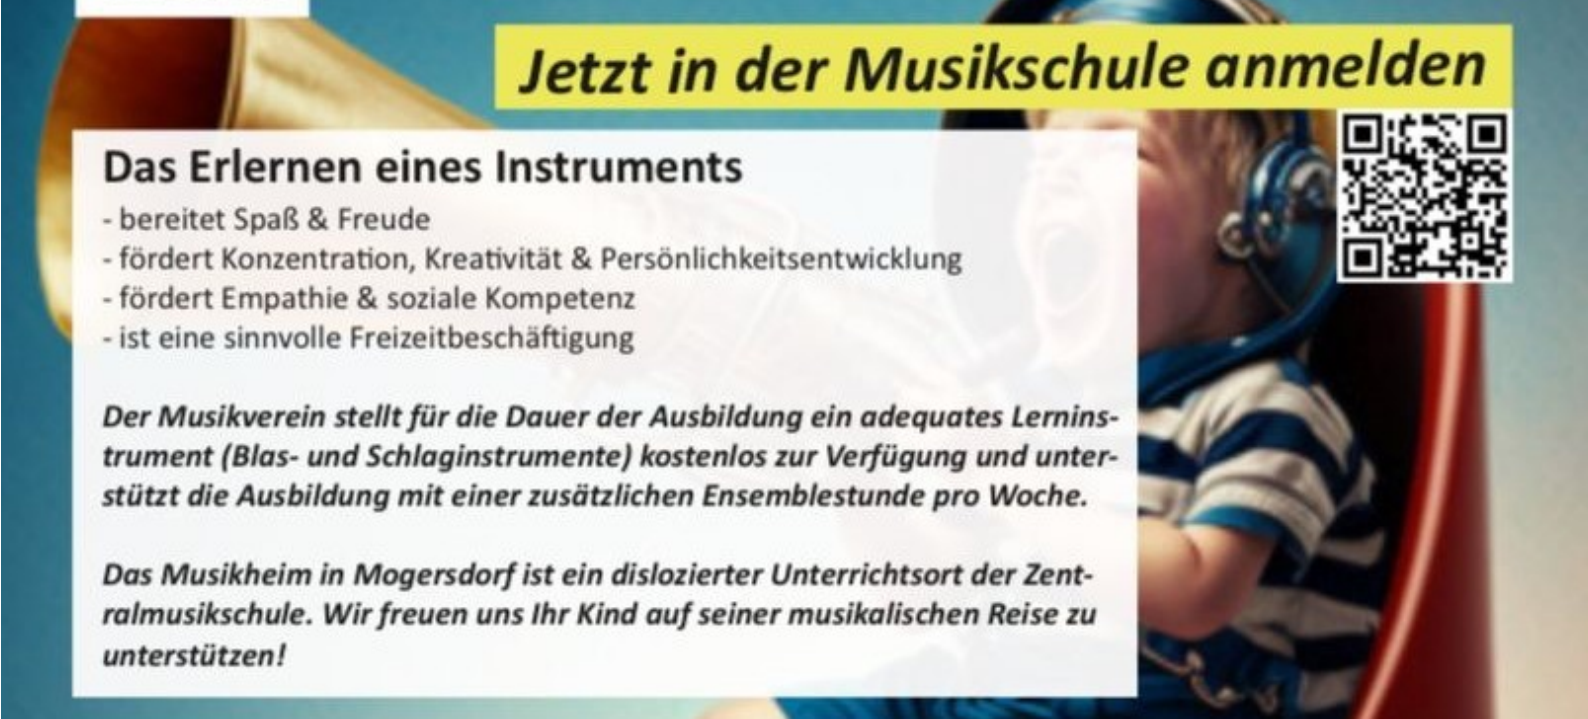 Jetzt in der Musikschule anmelden
Das Erlernen eines Instruments
- bereitet Spaß & Freude
- fördert Konzentration, Kreativität & Persönlichkeitsentwicklung
- fördert Empathie & soziale Kompetenz
- ist eine sinnvolle Freizeitbeschäftigung
Der Musikverein stellt für die Dauer der Ausbildung ein adequates Lernins-
trument (Blas- und Schlaginstrumente) kostenlos zur Verfügung und unter-
stützt die Ausbildung mit einer zusätzlichen Ensemblestunde pro Woche.
Das Musikheim in Mogersdorf ist ein dislozierter Unterrichtsort der Zent-
ralmusikschule. Wir freuen uns Ihr Kind auf seiner musikalischen Reise zu
unterstützen!